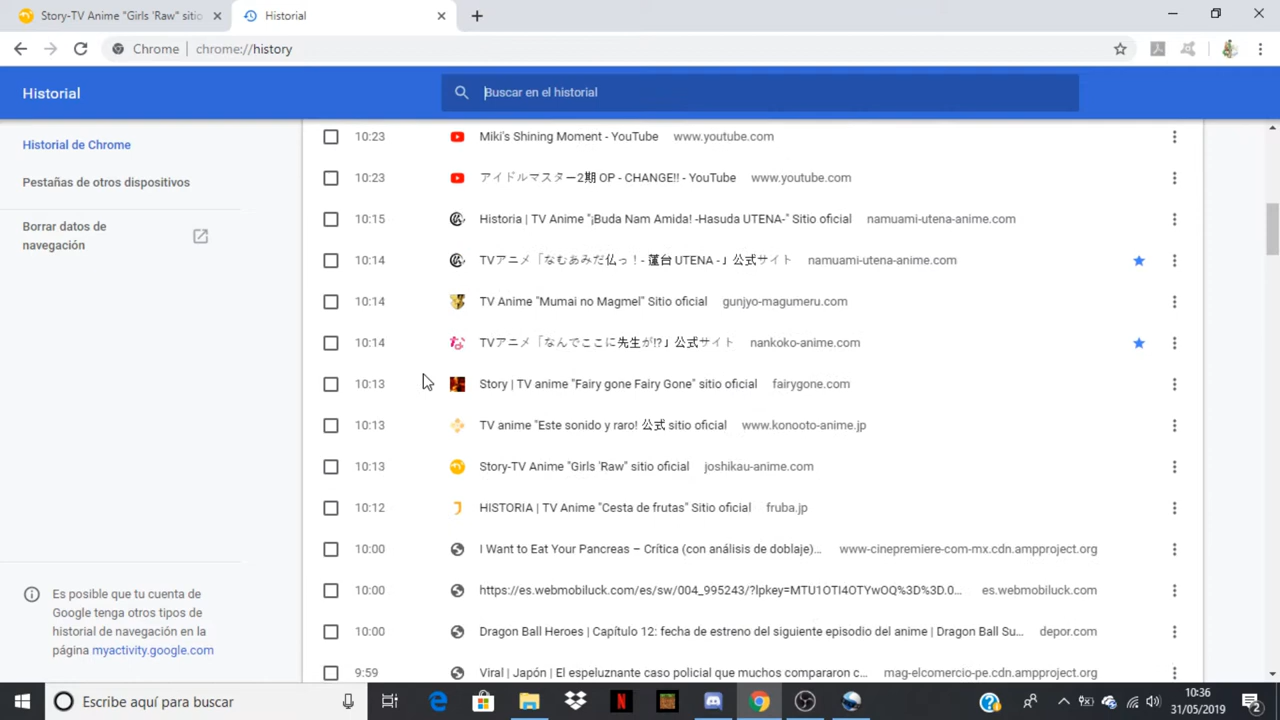 Story-TV Anime "Girls 'Raw" sitio
Historial
Chrome
chrome://history
Historial
Buscar en el historial
Historial de Chrome
Pestañas de otros dispositivos
Borrar datos de
navegación
10:23 Miki's Shining Moment - YouTube www.youtube.com
10:23 アイドルマスター2期 OP - CHANGE!! - YouTube www.youtube.com
10:15 Historia | TV Anime "¡Buda Nam Amida! -Hasuda UTENA-" Sitio oficial namuami-utena-anime.com
10:14 TVアニメ「なむあみだ仏っ！- 蓮台 UTENA -」公式サイト namuami-utena-anime.com
10:14 TV Anime "Mumai no Magmel" Sitio oficial gunjyo-magumeru.com
10:14 TVアニメ「なんでここに先生が!?」公式サイト nankoko-anime.com
10:13 Story | TV anime "Fairy gone Fairy Gone" sitio oficial fairygone.com
10:13 TV anime "Este sonido y raro! 公式 sitio oficial www.konooto-anime.jp
10:13 Story-TV Anime "Girls 'Raw" sitio oficial joshikau-anime.com
10:12 HISTORIA | TV Anime "Cesta de frutas" Sitio oficial fruba.jp
10:00 I Want to Eat Your Pancreas – Crítica (con análisis de doblaje)... www-cinepremiere-com-mx.cdn.ampproject.org
10:00 https://es.webmobiluck.com/es/sw/004_995243/?lpkey=MTU1OTI4OTYwOQ%3D%3D.0... es.webmobiluck.com
10:00 Dragon Ball Heroes | Capítulo 12: fecha de estreno del siguiente episodio del anime | Dragon Ball Su... depor.com
9:59 Viral | Japón | El espeluznante caso policial que muchos compararon c... mag-elcomercio-pe.cdn.ampproject.org
Es posible que tu cuenta de
Google tenga otros tipos de
historial de navegación en la
página myactivity.google.com
Escribe aquí para buscar
10:36
31/05/2019
2